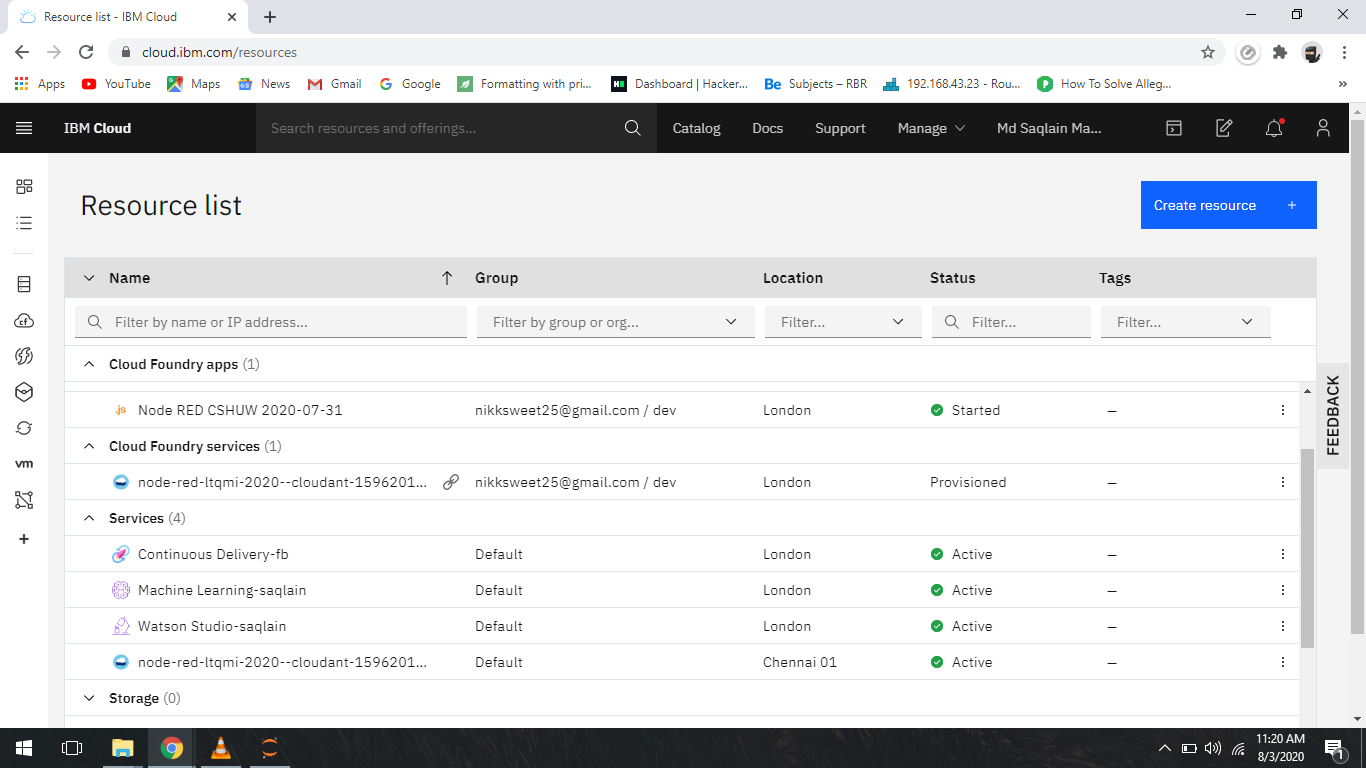 Resource list - IBM Cloud
cloud.ibm.com/resources
Apps YouTube Maps News Gmail Google Formatting with pri... Dashboard | Hacker... Subjects – RBR 192.168.43.23 - Rou... How To Solve Alleg... »
IBM Cloud Search resources and offerings... Catalog Docs Support Manage Md Saqlain Ma...
Resource list
Create resource +
Name Group Location Status Tags
Filter by name or IP address... Filter by group or org... Filter... Filter... Filter...
Cloud Foundry apps (1)
js Node RED CSHUW 2020-07-31 nikksweet25@gmail.com / dev London Started –
Cloud Foundry services (1)
node-red-ltqmi-2020--cloudant-1596201... nikksweet25@gmail.com / dev London Provisioned –
Services (4)
Continuous Delivery-fb Default London Active –
Machine Learning-saqlain Default London Active –
Watson Studio-saqlain Default London Active –
node-red-ltqmi-2020--cloudant-1596201... Default Chennai 01 Active –
Storage (0)
cf
vm
FEEDBACK
11:20 AM
8/3/2020
1